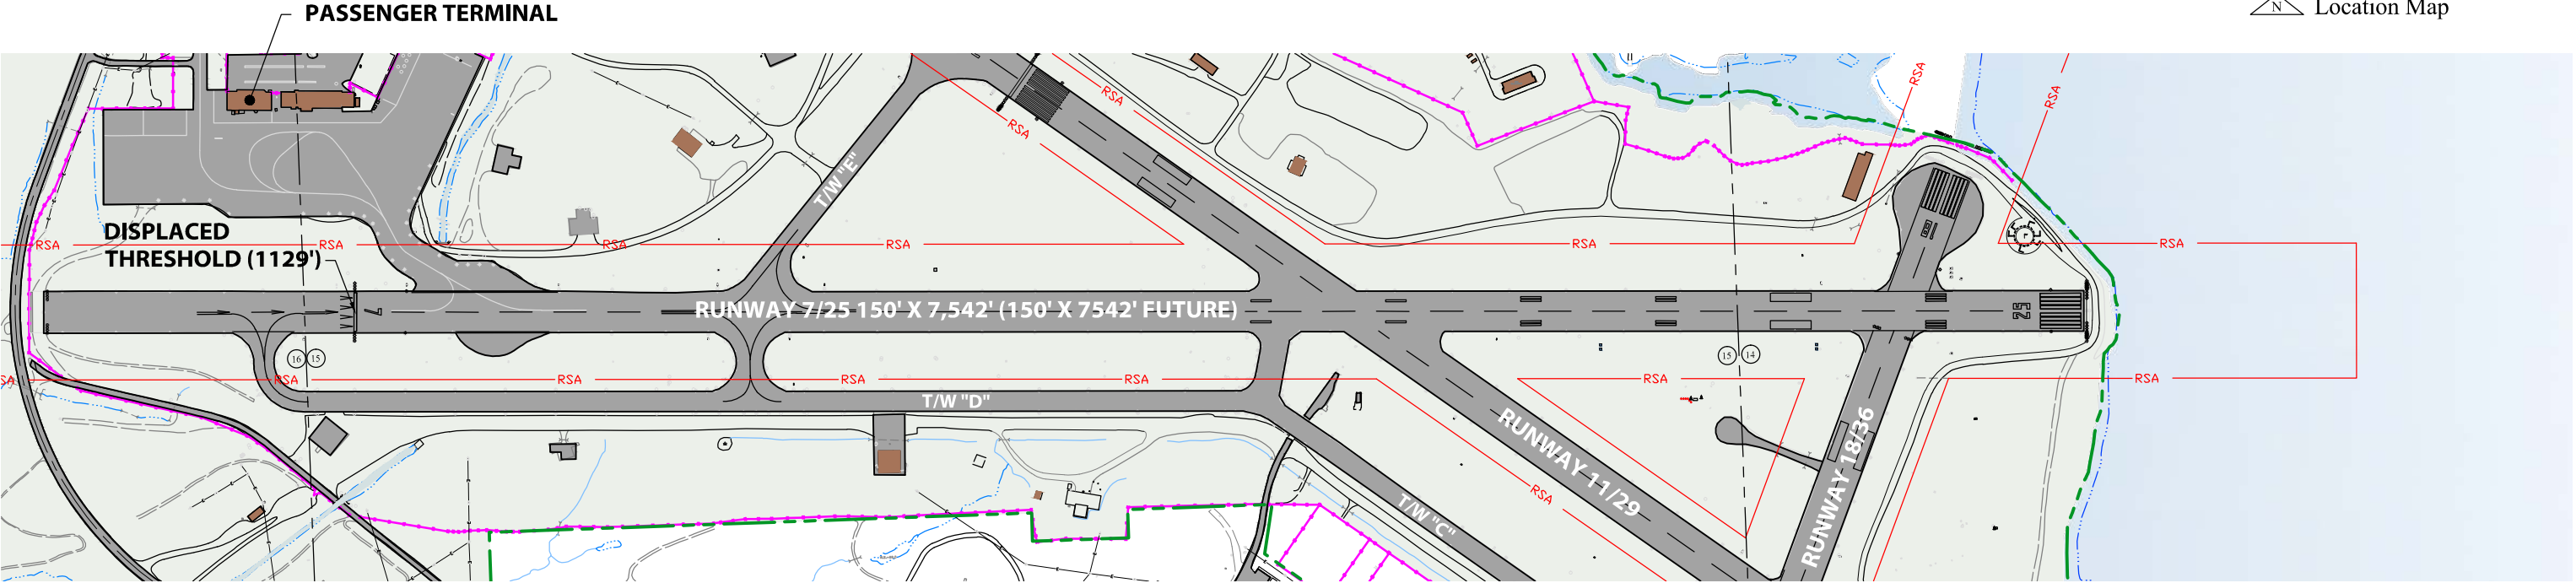 PASSENGER TERMINAL
N Location Map
RSA
RSA
RSA
RSA
T/W "E"
DISPLACED
THRESHOLD (1129')
RSA
RSA
RSA
RSA
RSA
RSA
RSA
7
RUNWAY 7/25 150' X 7,542' (150' X 7542' FUTURE)
25
16 15
15 14
RSA
RSA
RSA
RSA
RSA
RSA
T/W "D"
RUNWAY 11/29
RUNWAY 18/36
RSA
T/W "C"